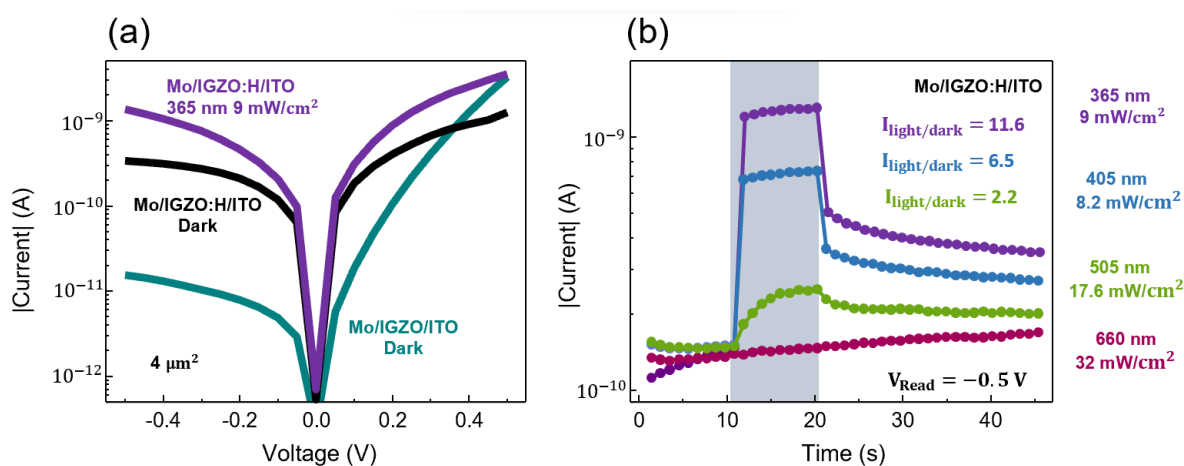 (a)
(b)
|Current| (A)
10⁻⁹
10⁻¹⁰
10⁻¹¹
10⁻¹²
Mo/IGZO:H/ITO
365 nm 9 mW/cm²
Mo/IGZO:H/ITO
Dark
Mo/IGZO/ITO
Dark
4 μm²
-0.4
-0.2
0.0
0.2
0.4
Voltage (V)
|Current| (A)
10⁻⁹
10⁻¹⁰
Mo/IGZO:H/ITO
I_light/dark = 11.6
I_light/dark = 6.5
I_light/dark = 2.2
V_Read = −0.5 V
0
10
20
30
40
Time (s)
365 nm
9 mW/cm²
405 nm
8.2 mW/cm²
505 nm
17.6 mW/cm²
660 nm
32 mW/cm²